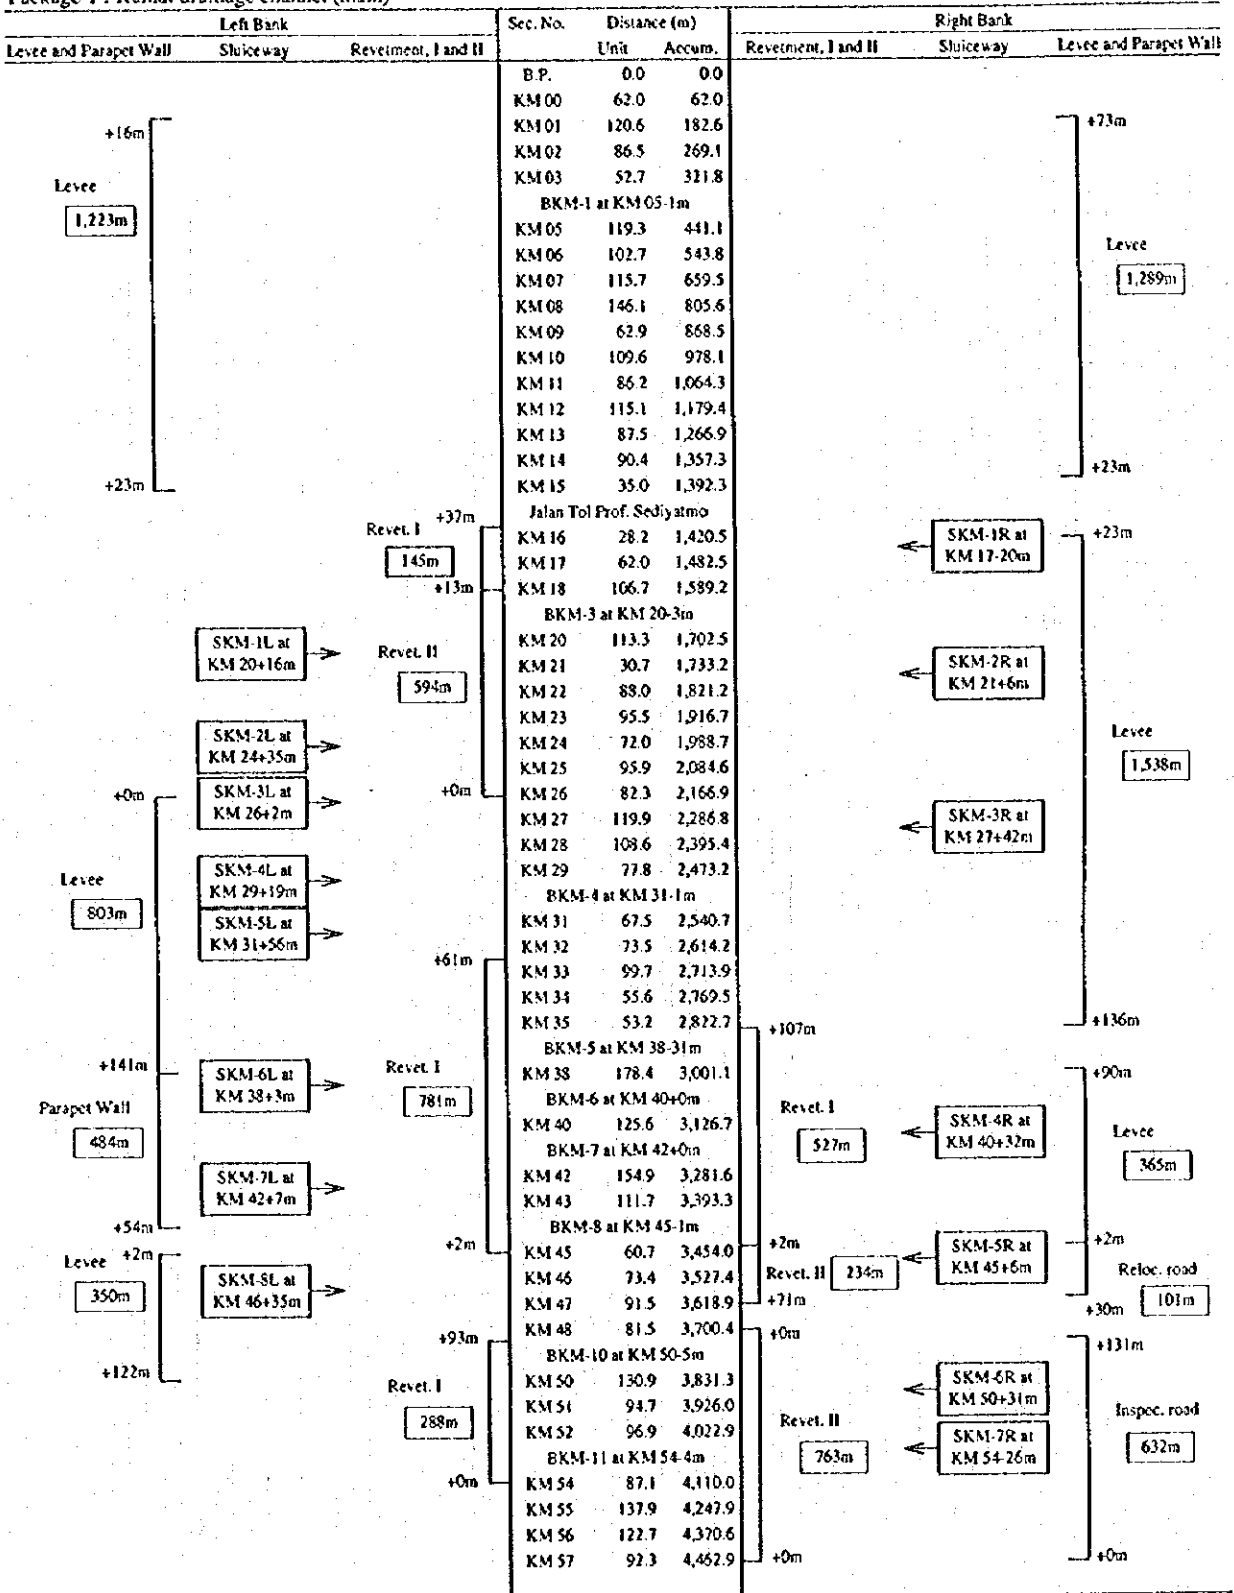 Package 1 : Kamal drainage channel (main)
Left Bank Sec. No. Distance (m) Right Bank
Levee and Parapet Wall Sluiceway Revetment, I and II Unit Accum. Revetment, I and II Sluiceway Levee and Parapet Wall
B.P. 0.0 0.0
KM 00 62.0 62.0
+16m KM 01 120.6 182.6 +73m
KM 02 86.5 269.1
Levee KM 03 52.7 321.8
1,223m BKM-1 at KM 05-1m
KM 05 119.3 441.1
KM 06 102.7 543.8 Levee
KM 07 115.7 659.5 1,289m
KM 08 146.1 805.6
KM 09 62.9 868.5
KM 10 109.6 978.1
KM 11 86.2 1,064.3
KM 12 115.1 1,179.4
KM 13 87.5 1,266.9
KM 14 90.4 1,357.3 +23m
+23m KM 15 35.0 1,392.3
Revet. I +37m Jalan Tol Prof. Sediyatmo
KM 16 28.2 1,420.5 SKM-1R at +23m
145m KM 17 62.0 1,482.5 KM 17-20m
+13m KM 18 106.7 1,589.2
BKM-3 at KM 20-3m
SKM-1L at KM 20 113.3 1,702.5
KM 20+16m Revet. II KM 21 30.7 1,733.2 SKM-2R at
594m KM 22 88.0 1,821.2 KM 21+6m
KM 23 95.5 1,916.7
SKM-2L at KM 24 72.0 1,988.7 Levee
KM 24+35m KM 25 95.9 2,084.6 1,538m
+0m SKM-3L at +0m KM 26 82.3 2,166.9
KM 26+2m KM 27 119.9 2,286.8 SKM-3R at
KM 28 108.6 2,395.4 KM 27+42m
Levee SKM-4L at KM 29 77.8 2,473.2
KM 29+19m BKM-4 at KM 31-1m
803m SKM-5L at KM 31 67.5 2,540.7
KM 31+56m KM 32 73.5 2,614.2
+61m KM 33 99.7 2,713.9
KM 34 55.6 2,769.5
KM 35 53.2 2,822.7 +107m +136m
BKM-5 at KM 38-31m
+141m SKM-6L at Revet. I KM 38 178.4 3,001.1 +90m
KM 38+3m 781m BKM-6 at KM 40+0m
Parapet Wall KM 40 125.6 3,126.7 Revet. I SKM-4R at Levee
484m BKM-7 at KM 42+0m 527m KM 40+32m 365m
SKM-7L at KM 42 154.9 3,281.6
KM 42+7m KM 43 111.7 3,393.3
+54m BKM-8 at KM 45-1m
Levee +2m +2m KM 45 60.7 3,454.0 +2m SKM-5R at +2m
350m SKM-8L at KM 46 73.4 3,527.4 Revet. II 234m KM 45+6m Reloc. road
KM 46+35m KM 47 91.5 3,618.9 +71m +30m 101m
+93m KM 48 81.5 3,700.4 +0m +131m
+122m BKM-10 at KM 50-5m
Revet. I KM 50 130.9 3,831.3 SKM-6R at
288m KM 51 94.7 3,926.0 KM 50+31m Inspec. road
KM 52 96.9 4,022.9 Revet. II SKM-7R at 632m
BKM-11 at KM 54-4m 763m KM 54-26m
+0m KM 54 87.1 4,110.0
KM 55 137.9 4,247.9
KM 56 122.7 4,370.6
KM 57 92.3 4,462.9 +0m +0m